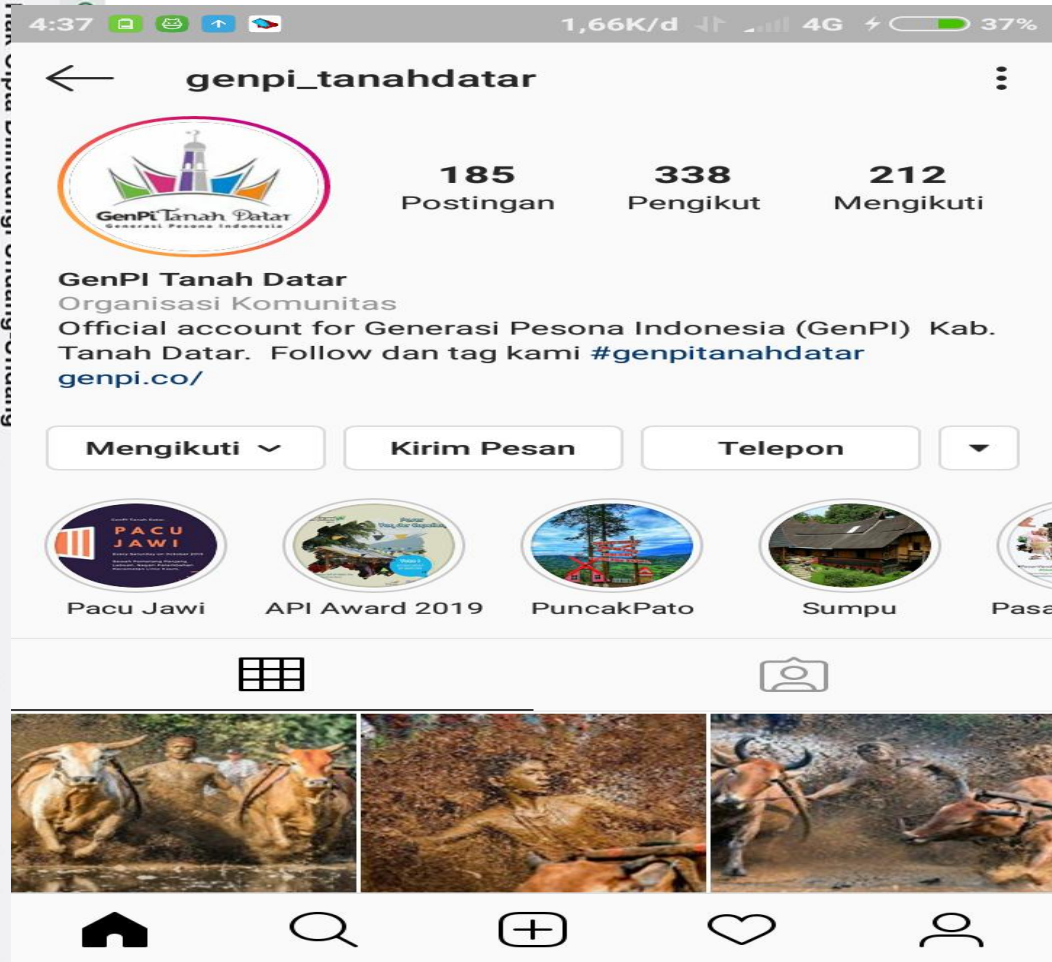 4:37 1,66K/d 4G 37%
genpi_tanahdatar
185 338 212
Postingan Pengikut Mengikuti
GenPI Tanah Datar
Generasi Pesona Indonesia
GenPI Tanah Datar
Organisasi Komunitas
Official account for Generasi Pesona Indonesia (GenPI) Kab.
Tanah Datar. Follow dan tag kami #genpitanahdatar
genpi.co/
Mengikuti Kirim Pesan Telepon
PACU
JAWI
Pacu Jawi API Award 2019 PuncakPato Sumpu Pasa